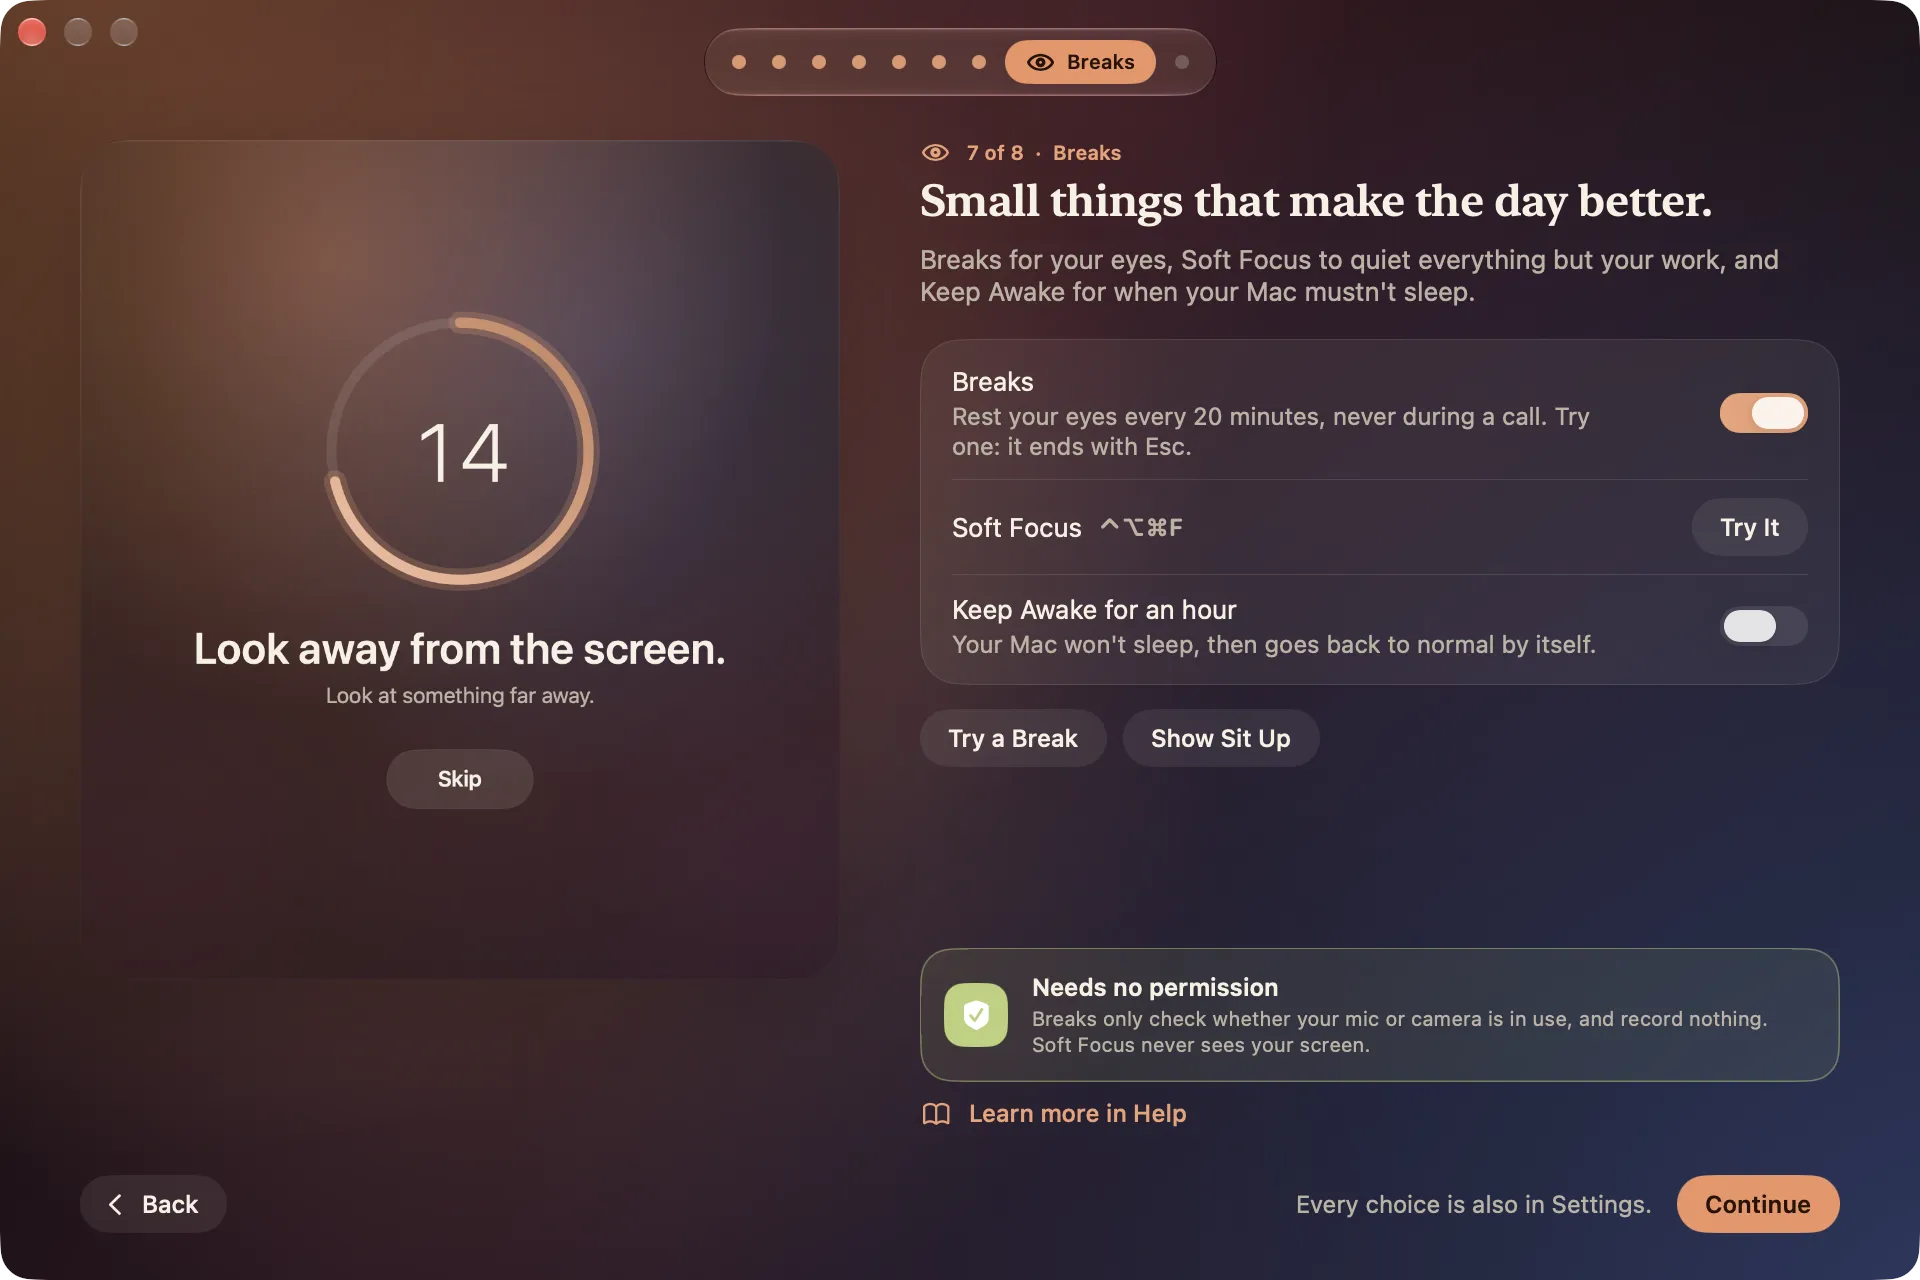 Breaks
7 of 8 · Breaks
Small things that make the day better.
Breaks for your eyes, Soft Focus to quiet everything but your work, and
Keep Awake for when your Mac mustn't sleep.
Breaks
Rest your eyes every 20 minutes, never during a call. Try
one: it ends with Esc.
Soft Focus ⌃⌥⌘F
Try It
Keep Awake for an hour
Your Mac won't sleep, then goes back to normal by itself.
Try a Break
Show Sit Up
14
Look away from the screen.
Look at something far away.
Skip
Needs no permission
Breaks only check whether your mic or camera is in use, and record nothing.
Soft Focus never sees your screen.
Learn more in Help
Back
Every choice is also in Settings.
Continue